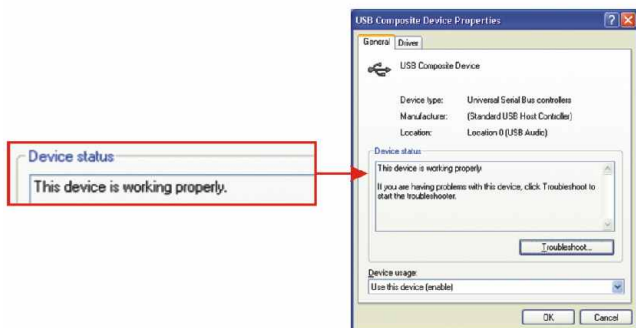 Device status
This device is working properly.
USB Composite Device Properties
General Driver
USB Composite Device
Device type: Universal Serial Bus controllers
Manufacturer: (Standard USB Host Controller)
Location: Location 0 (USB Audio)
Device status
This device is working properly.
If you are having problems with this device, click Troubleshoot to
start the troubleshooter.
Troubleshoot...
Device usage:
Use this device (enable)
OK Cancel